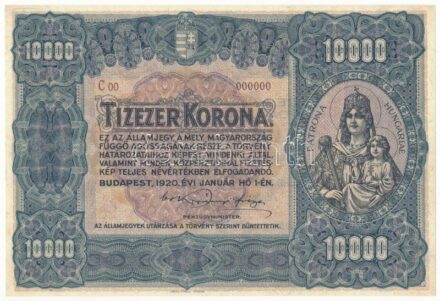 10000
10000
C 00
000000
TIZEZER KORONA.
EZ AZ ÁLLAMJEGY A MELY MAGYARORSZÁG
FÜGGŐ ADÓSSÁGÁNAK RÉSZE, A TÖRVÉNY
HATÁROZATAIHOZ KÉPEST MINDENKI ÁLTAL,
VALAMINT MINDEN KÖZPÉNZTÁRNÁL FIZETÉS-
KÉP TELJES NÉVÉRTÉKBEN ELFOGADANDÓ.
BUDAPEST, 1920. ÉVI JANUÁR HÓ 1-ÉN.
PÉNZÜGYMINISTER.
AZ ÁLLAMJEGYEK UTÁNZÁSA A TÖRVÉNY SZERINT BÜNTETTETIK.
PATRONA HUNGARIAE
10000
10000